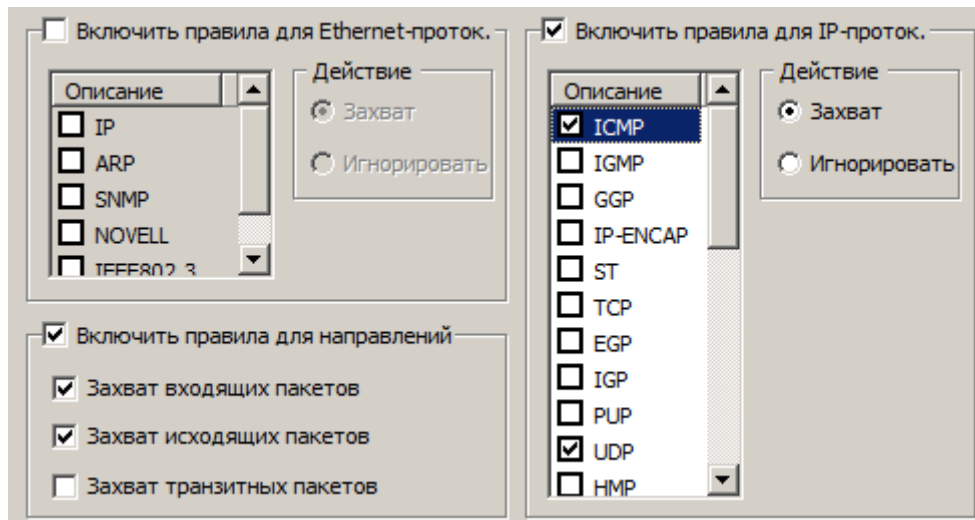 Включить правила для Ethernet-проток.
Описание
IP
ARP
SNMP
NOVELL
IEEE802.3
Действие
Захват
Игнорировать
Включить правила для направлений
Захват входящих пакетов
Захват исходящих пакетов
Захват транзитных пакетов
Включить правила для IP-проток.
Описание
ICMP
IGMP
GGP
IP-ENCAP
ST
TCP
EGP
IGP
PUP
UDP
HMP
Действие
Захват
Игнорировать